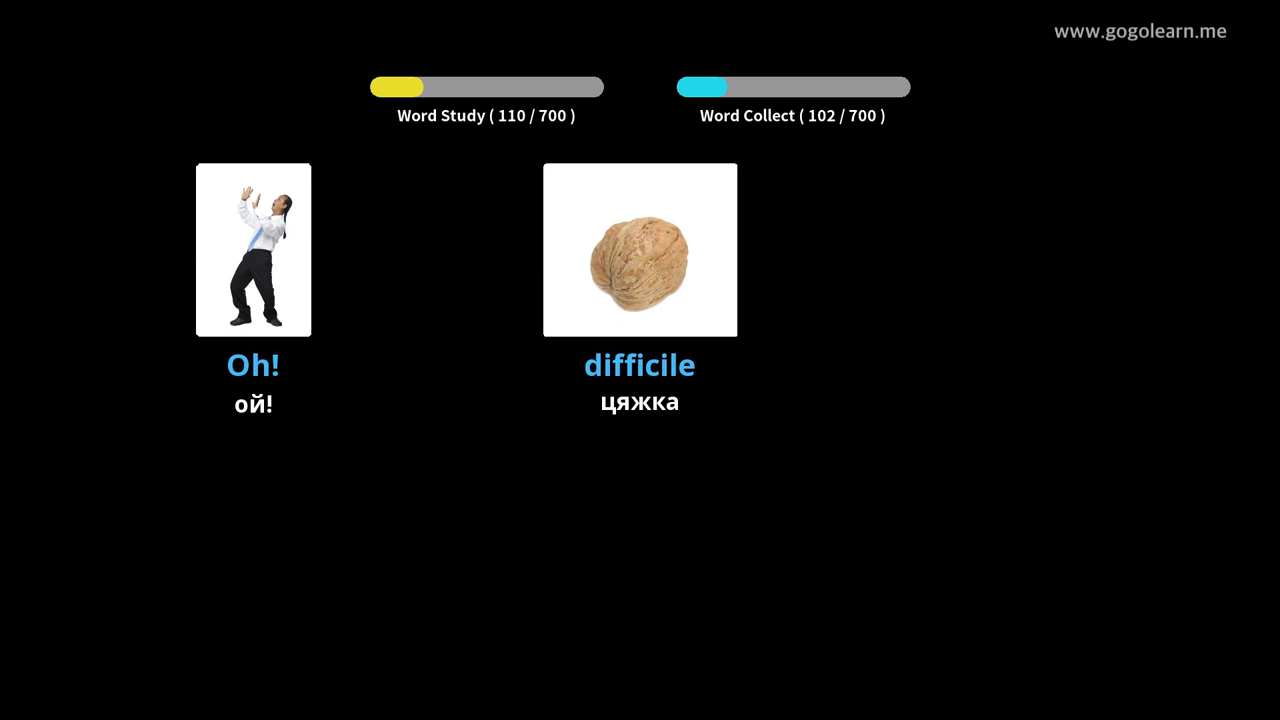 www.gogolearn.me
Word Study ( 110 / 700 )
Word Collect ( 102 / 700 )
Oh!
ой!
difficile
цяжка